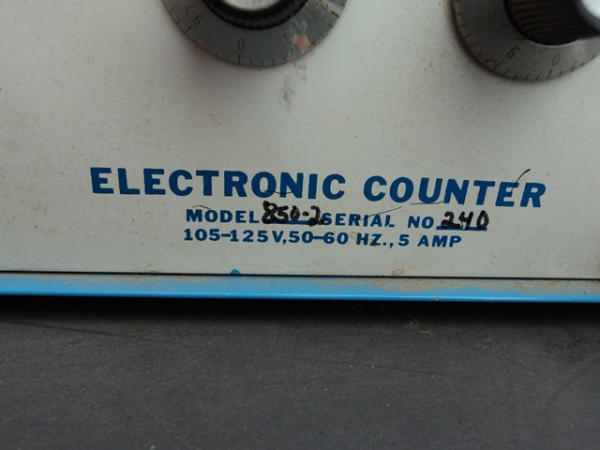 ELECTRONIC COUNTER
MODEL 850-2 SERIAL NO. 240
105-125V, 50-60 HZ., 5 AMP